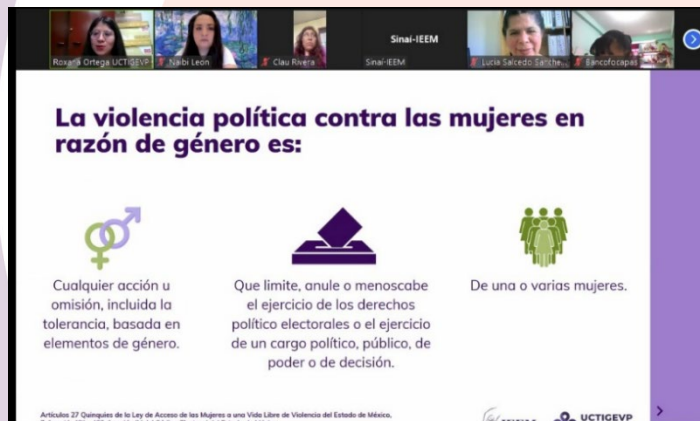 Roxana Ortega UCTIGEVP
Naibi León
Clau Rivera
Sinaí-IEEM
Sinaí-IEEM
Lucía Salcedo Sánche...
Bancofocapas
La violencia política contra las mujeres en
razón de género es:
Cualquier acción u
omisión, incluida la
tolerancia, basada en
elementos de género.
Que limite, anule o menoscabe
el ejercicio de los derechos
político electorales o el ejercicio
de un cargo político, público, de
poder o de decisión.
De una o varias mujeres.
Artículos 27 Quinquies de la Ley de Acceso de las Mujeres a una Vida Libre de Violencia del Estado de México,
IEEM
UCTIGEVP